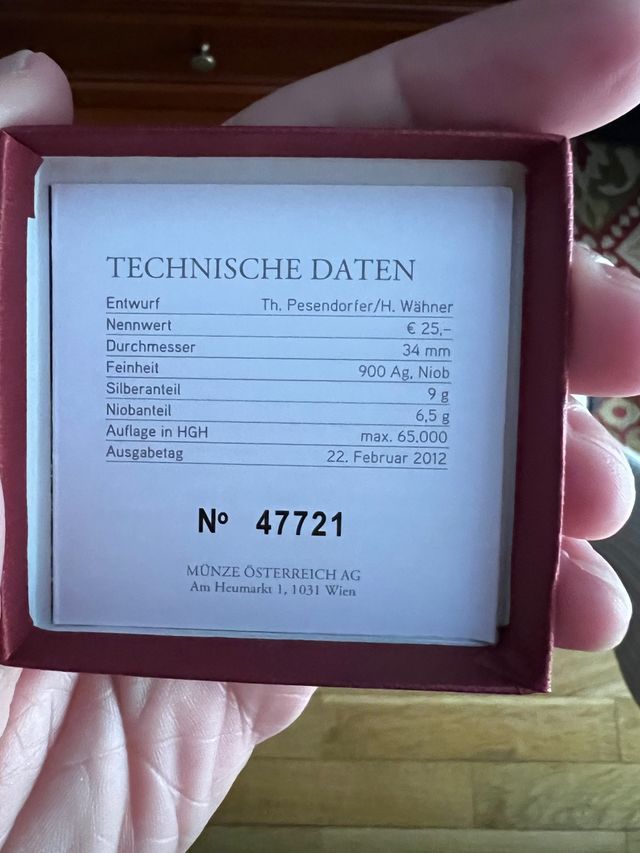 TECHNISCHE DATEN
Entwurf Th. Pesendorfer/H. Wähner
Nennwert € 25,–
Durchmesser 34 mm
Feinheit 900 Ag, Niob
Silberanteil 9 g
Niobanteil 6,5 g
Auflage in HGH max. 65.000
Ausgabetag 22. Februar 2012
Nº 47721
MÜNZE ÖSTERREICH AG
Am Heumarkt 1, 1031 Wien